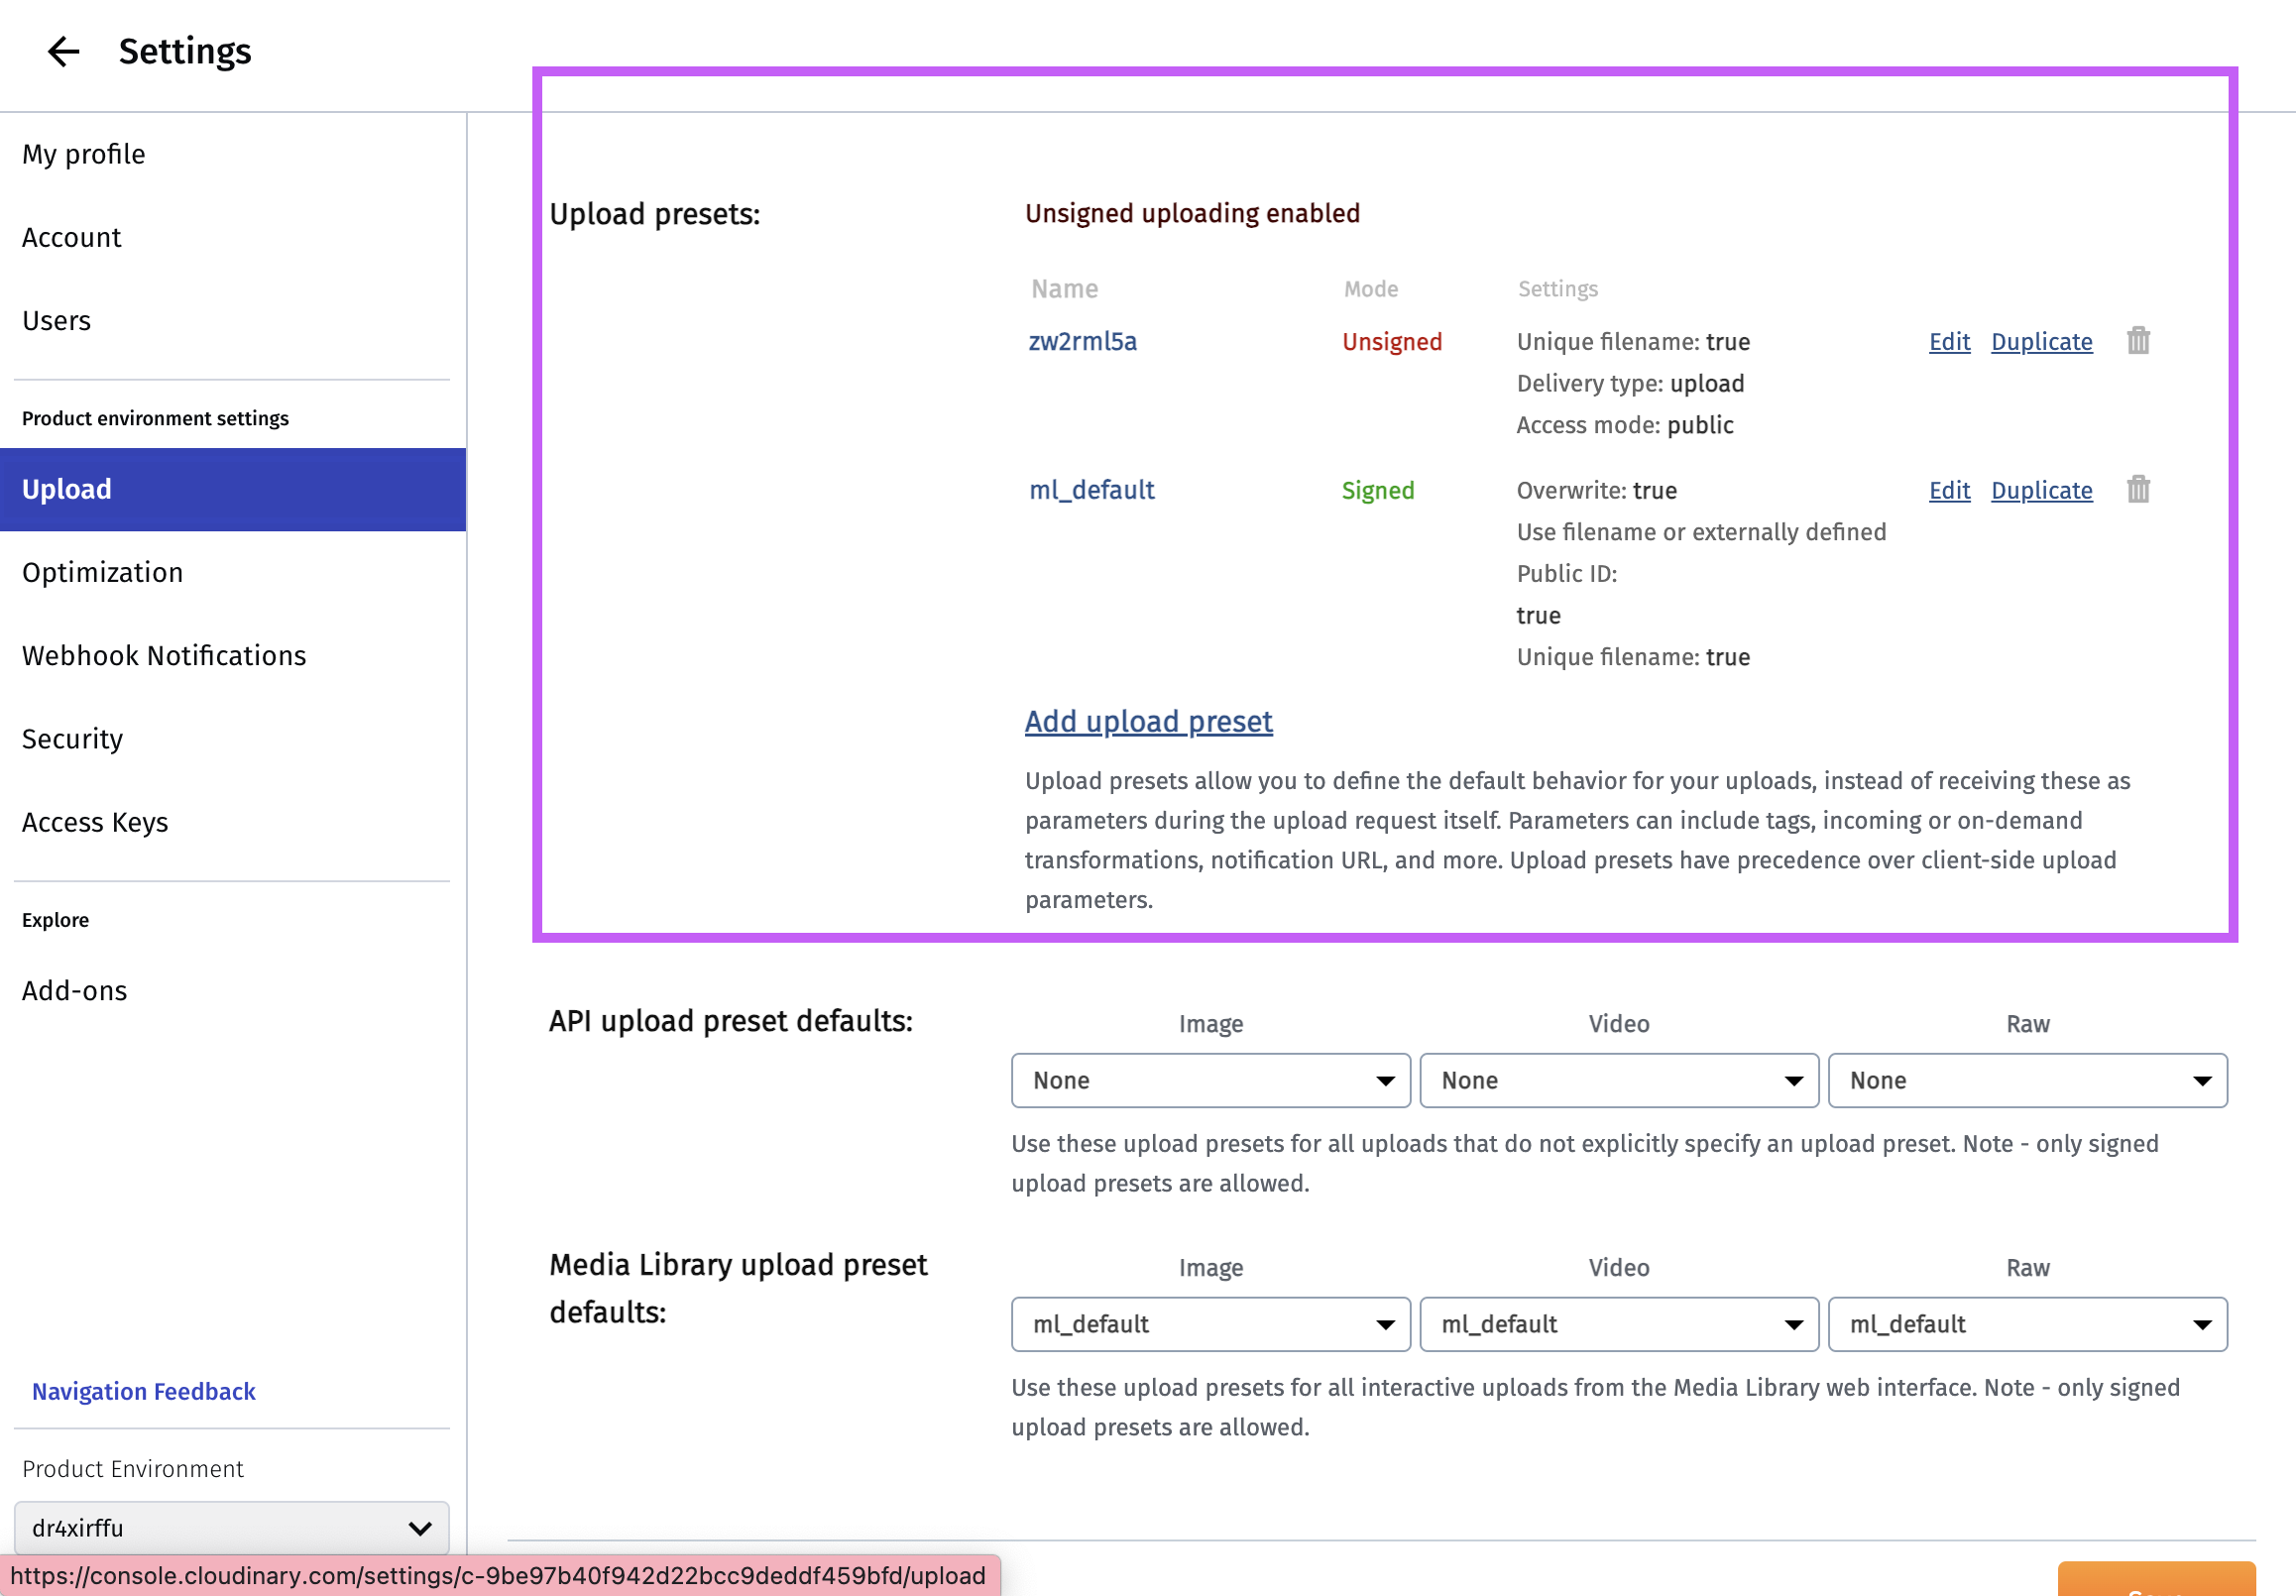 Settings
My profile
Account
Users
Product environment settings
Upload
Optimization
Webhook Notifications
Security
Access Keys
Explore
Add-ons
Navigation Feedback
Product Environment
dr4xirffu
Upload presets:
Unsigned uploading enabled
Name Mode Settings
zw2rml5a Unsigned Unique filename: true Edit Duplicate
Delivery type: upload
Access mode: public
ml_default Signed Overwrite: true Edit Duplicate
Use filename or externally defined
Public ID:
true
Unique filename: true
Add upload preset
Upload presets allow you to define the default behavior for your uploads, instead of receiving these as
parameters during the upload request itself. Parameters can include tags, incoming or on-demand
transformations, notification URL, and more. Upload presets have precedence over client-side upload
parameters.
API upload preset defaults:
Image Video Raw
None None None
Use these upload presets for all uploads that do not explicitly specify an upload preset. Note - only signed
upload presets are allowed.
Media Library upload preset
defaults:
Image Video Raw
ml_default ml_default ml_default
Use these upload presets for all interactive uploads from the Media Library web interface. Note - only signed
upload presets are allowed.
https://console.cloudinary.com/settings/c-9be97b40f942d22bcc9deddf459bfd/upload